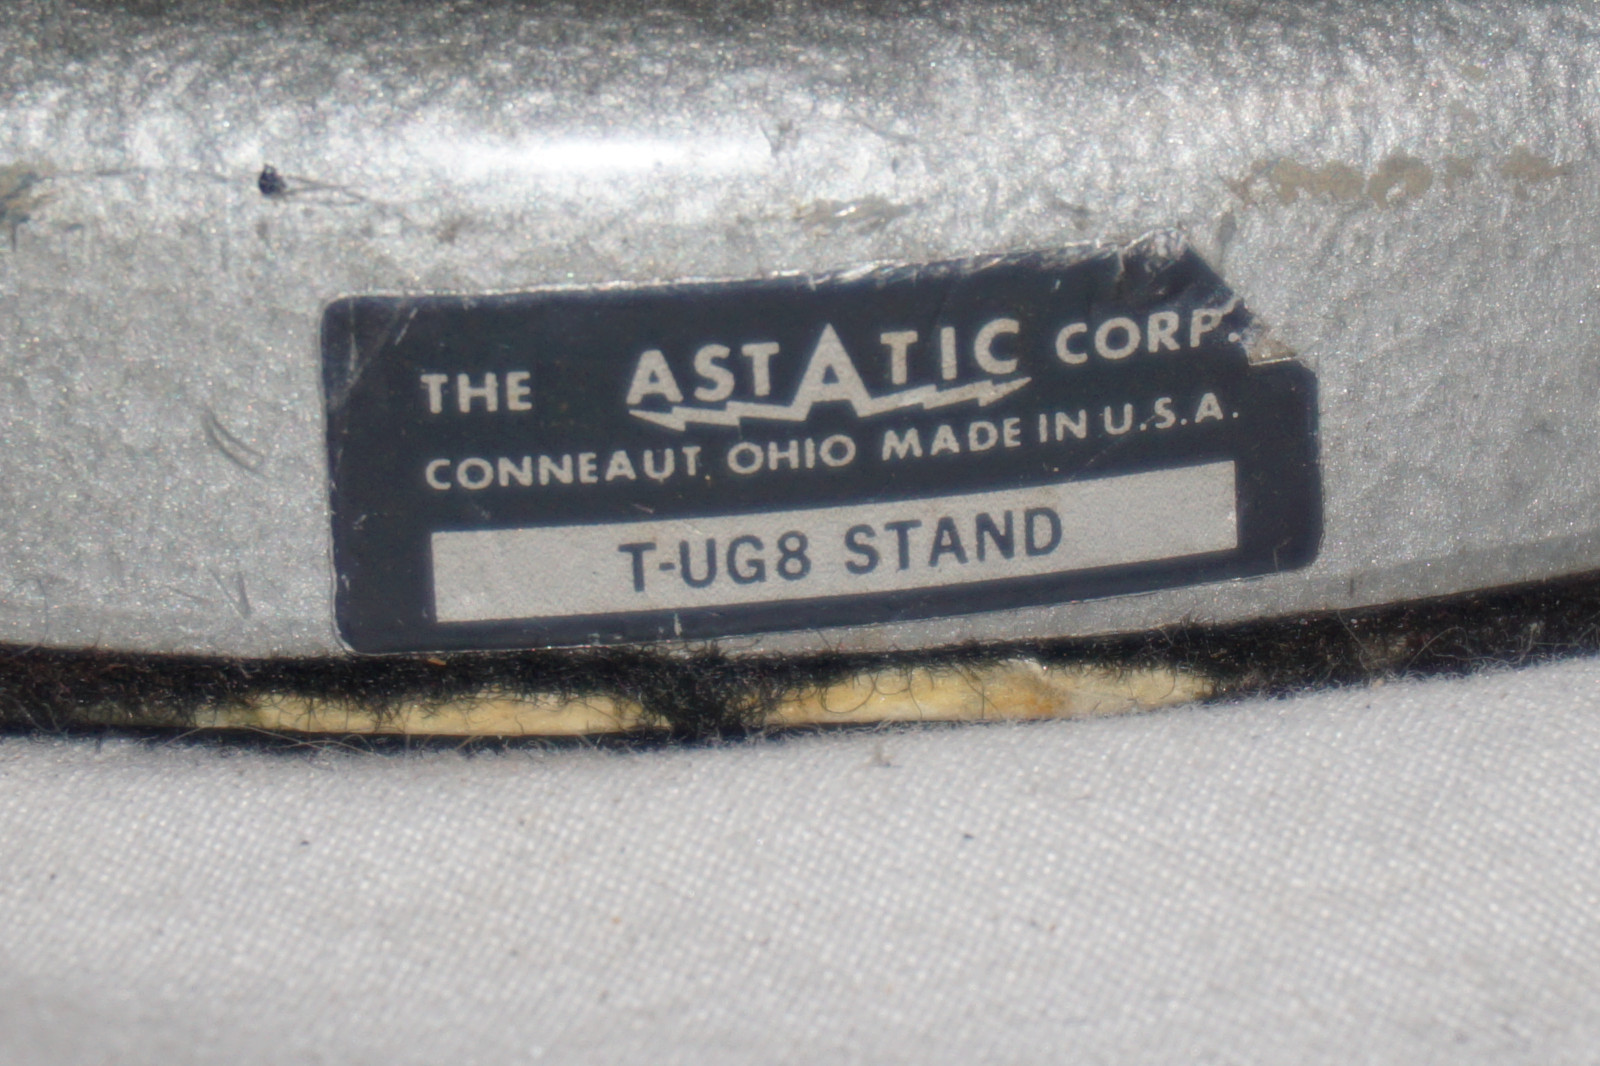 THE ASTATIC CORP.
CONNEAUT, OHIO MADE IN U.S.A.
T-UG8 STAND